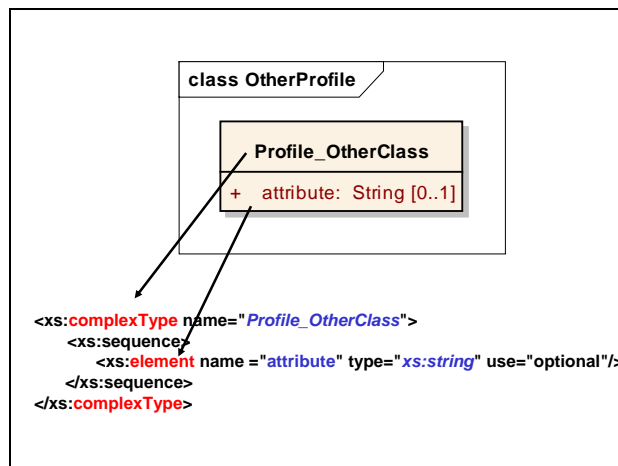 class OtherProfile
Profile_OtherClass
+ attribute: String [0..1]
<xs:complexType name="Profile_OtherClass">
<xs:sequence>
<xs:element name ="attribute" type="xs:string" use="optional"/>
</xs:sequence>
</xs:complexType>